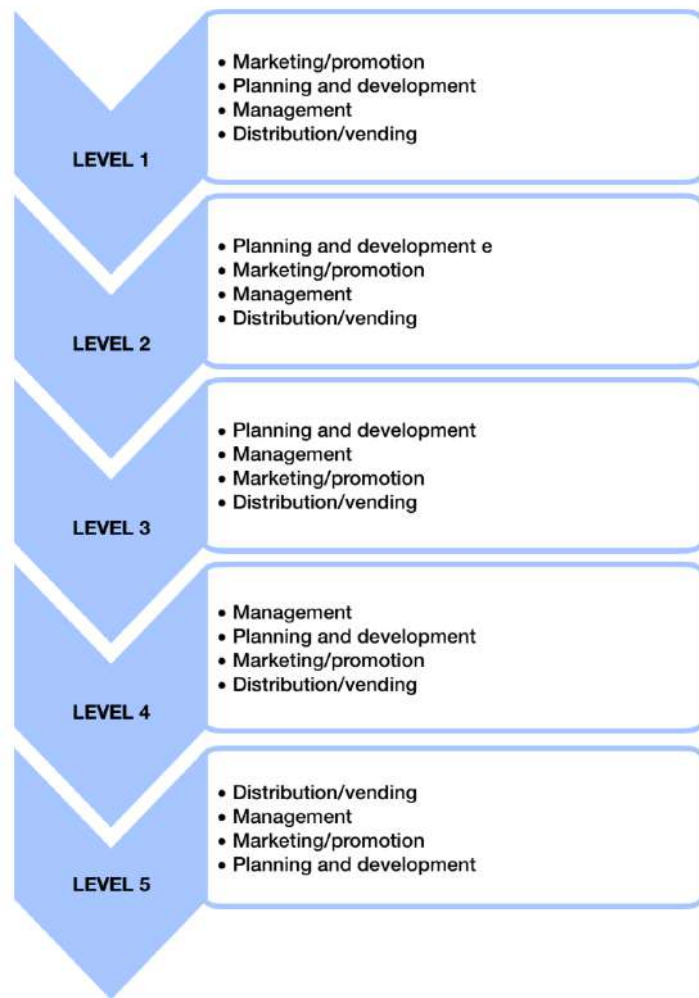 LEVEL 1
• Marketing/promotion
• Planning and development
• Management
• Distribution/vending
LEVEL 2
• Planning and development e
• Marketing/promotion
• Management
• Distribution/vending
LEVEL 3
• Planning and development
• Management
• Marketing/promotion
• Distribution/vending
LEVEL 4
• Management
• Planning and development
• Marketing/promotion
• Distribution/vending
LEVEL 5
• Distribution/vending
• Management
• Marketing/promotion
• Planning and development